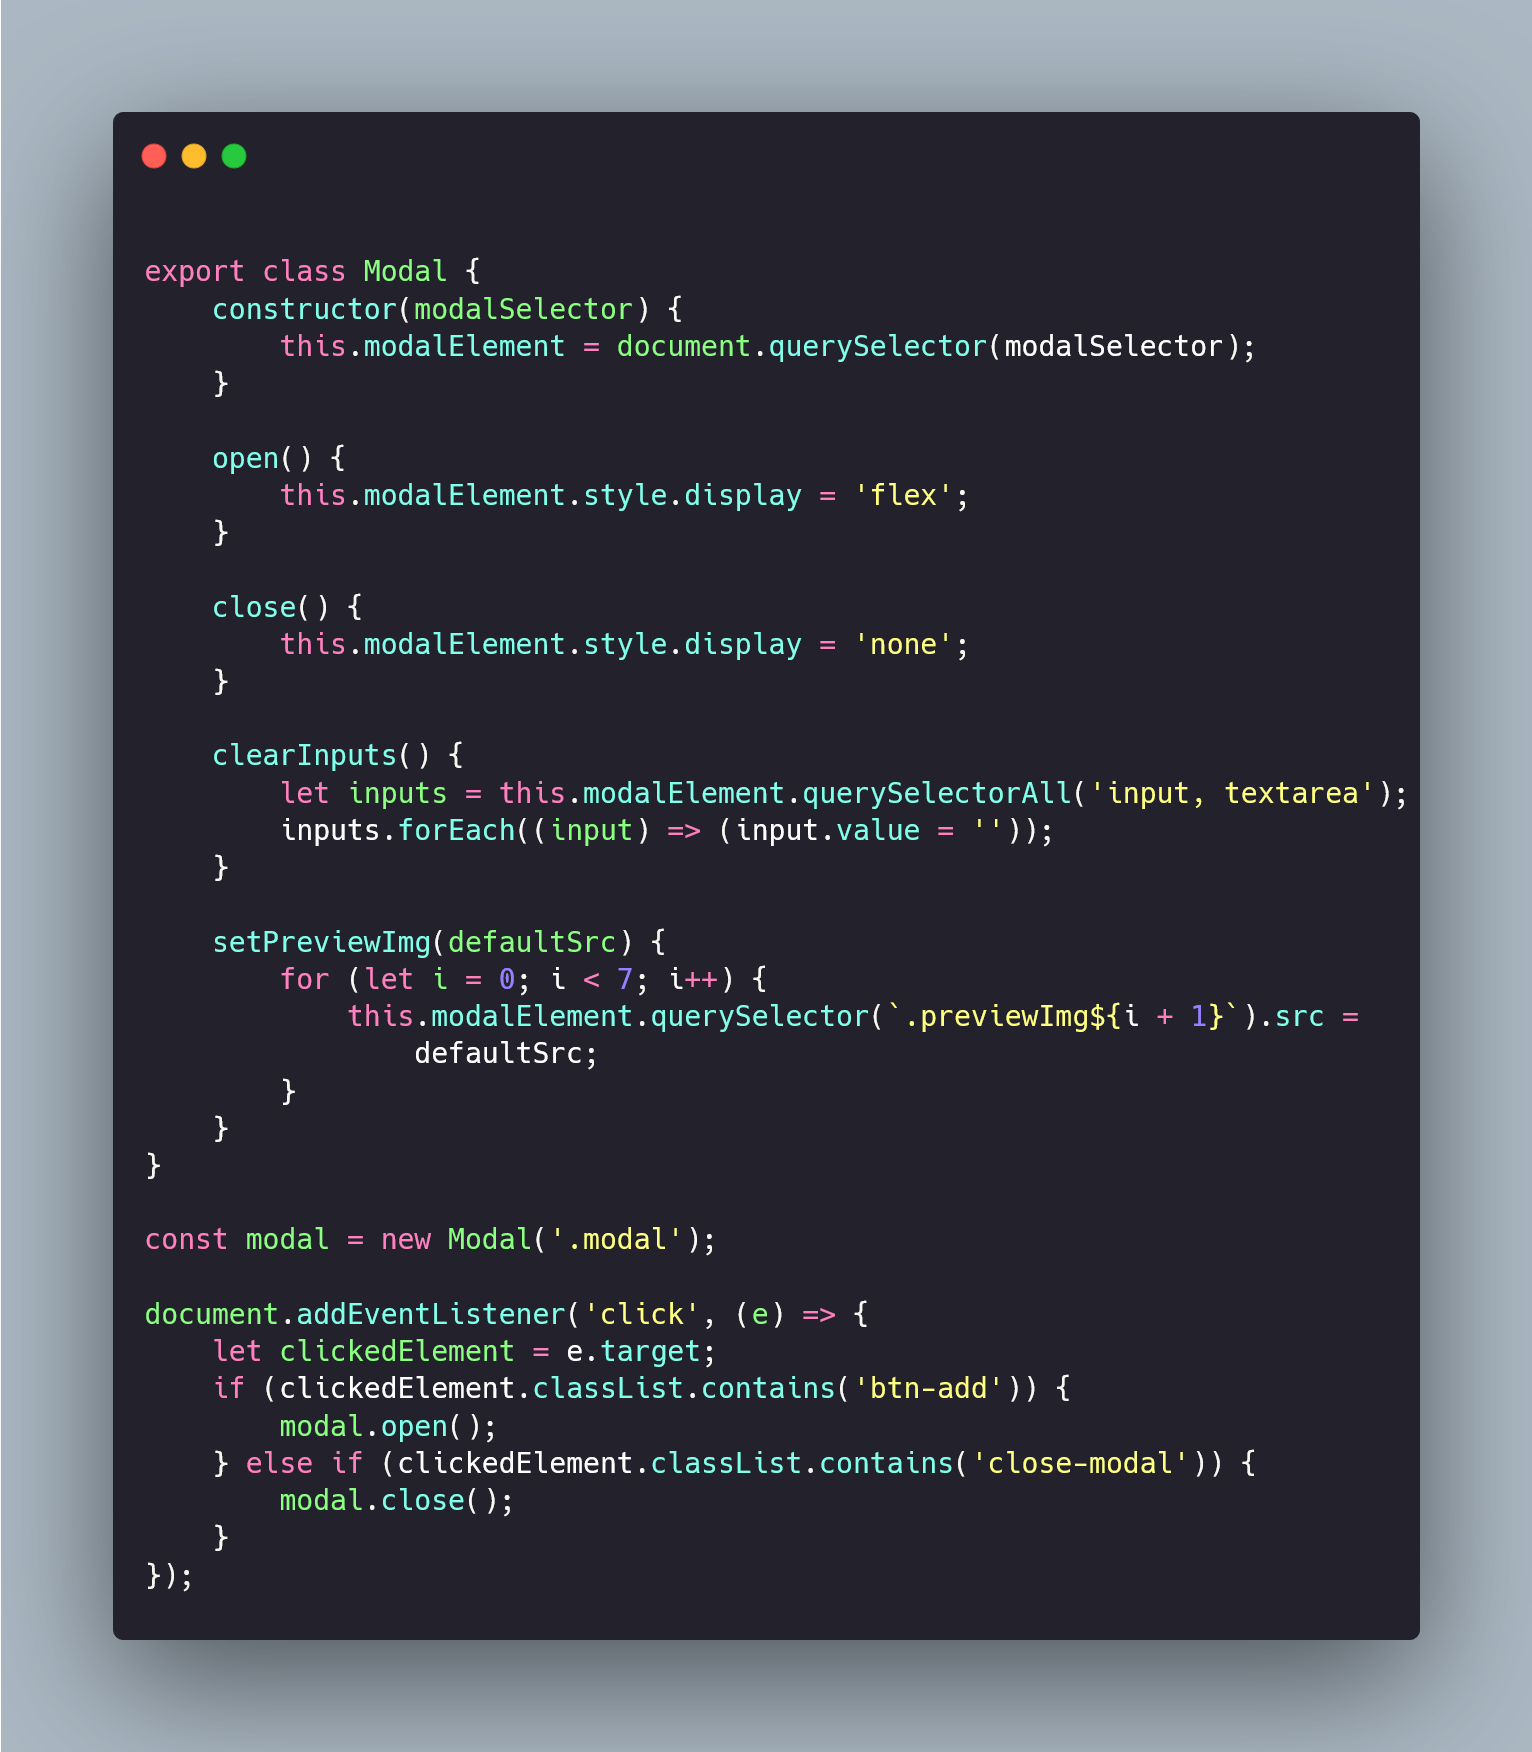 export class Modal {
    constructor(modalSelector) {
        this.modalElement = document.querySelector(modalSelector);
    }

    open() {
        this.modalElement.style.display = 'flex';
    }

    close() {
        this.modalElement.style.display = 'none';
    }

    clearInputs() {
        let inputs = this.modalElement.querySelectorAll('input, textarea');
        inputs.forEach((input) => (input.value = ''));
    }

    setPreviewImg(defaultSrc) {
        for (let i = 0; i < 7; i++) {
            this.modalElement.querySelector(`.previewImg${i + 1}`).src =
                defaultSrc;
        }
    }
}

const modal = new Modal('.modal');

document.addEventListener('click', (e) => {
    let clickedElement = e.target;
    if (clickedElement.classList.contains('btn-add')) {
        modal.open();
    } else if (clickedElement.classList.contains('close-modal')) {
        modal.close();
    }
});